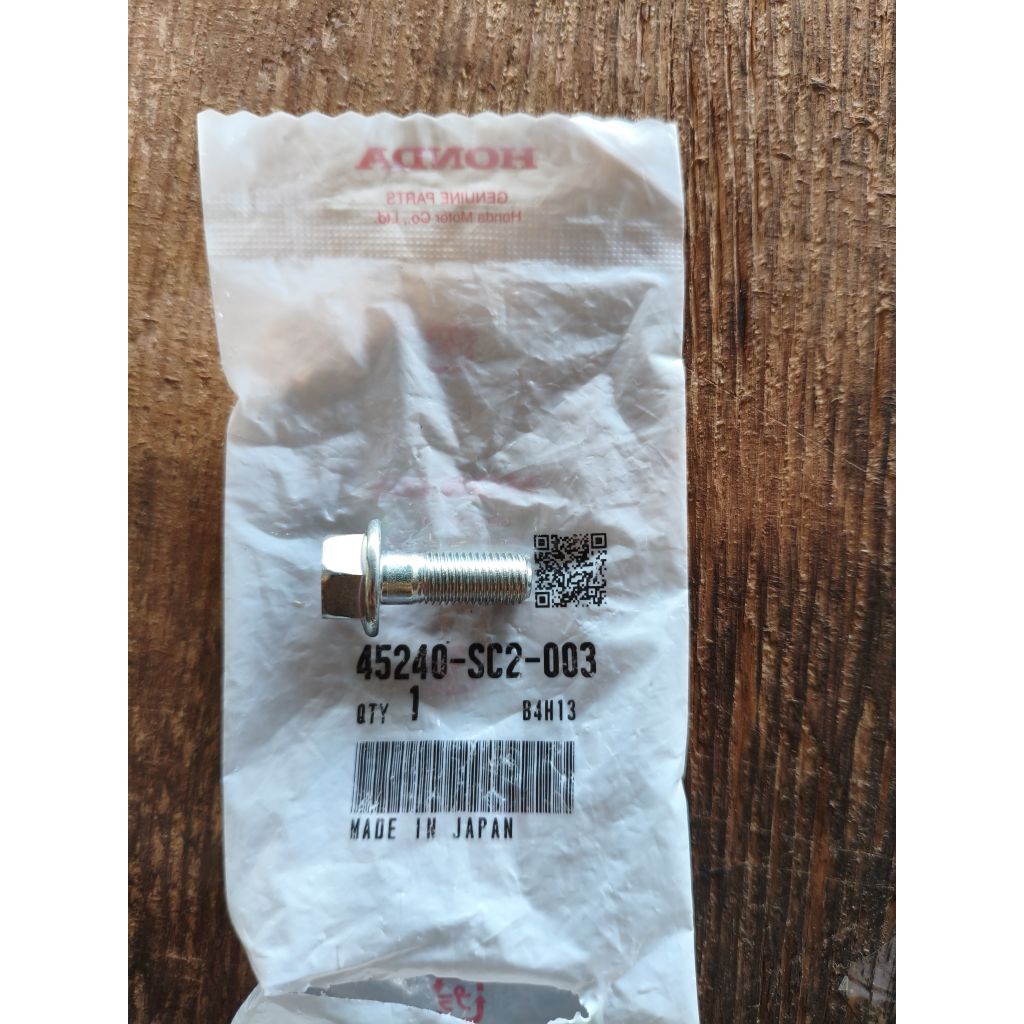 HONDA
GENUINE PARTS
Honda Motor Co., Ltd.
45240-SC2-003
QTY 1 B4H13
MADE IN JAPAN